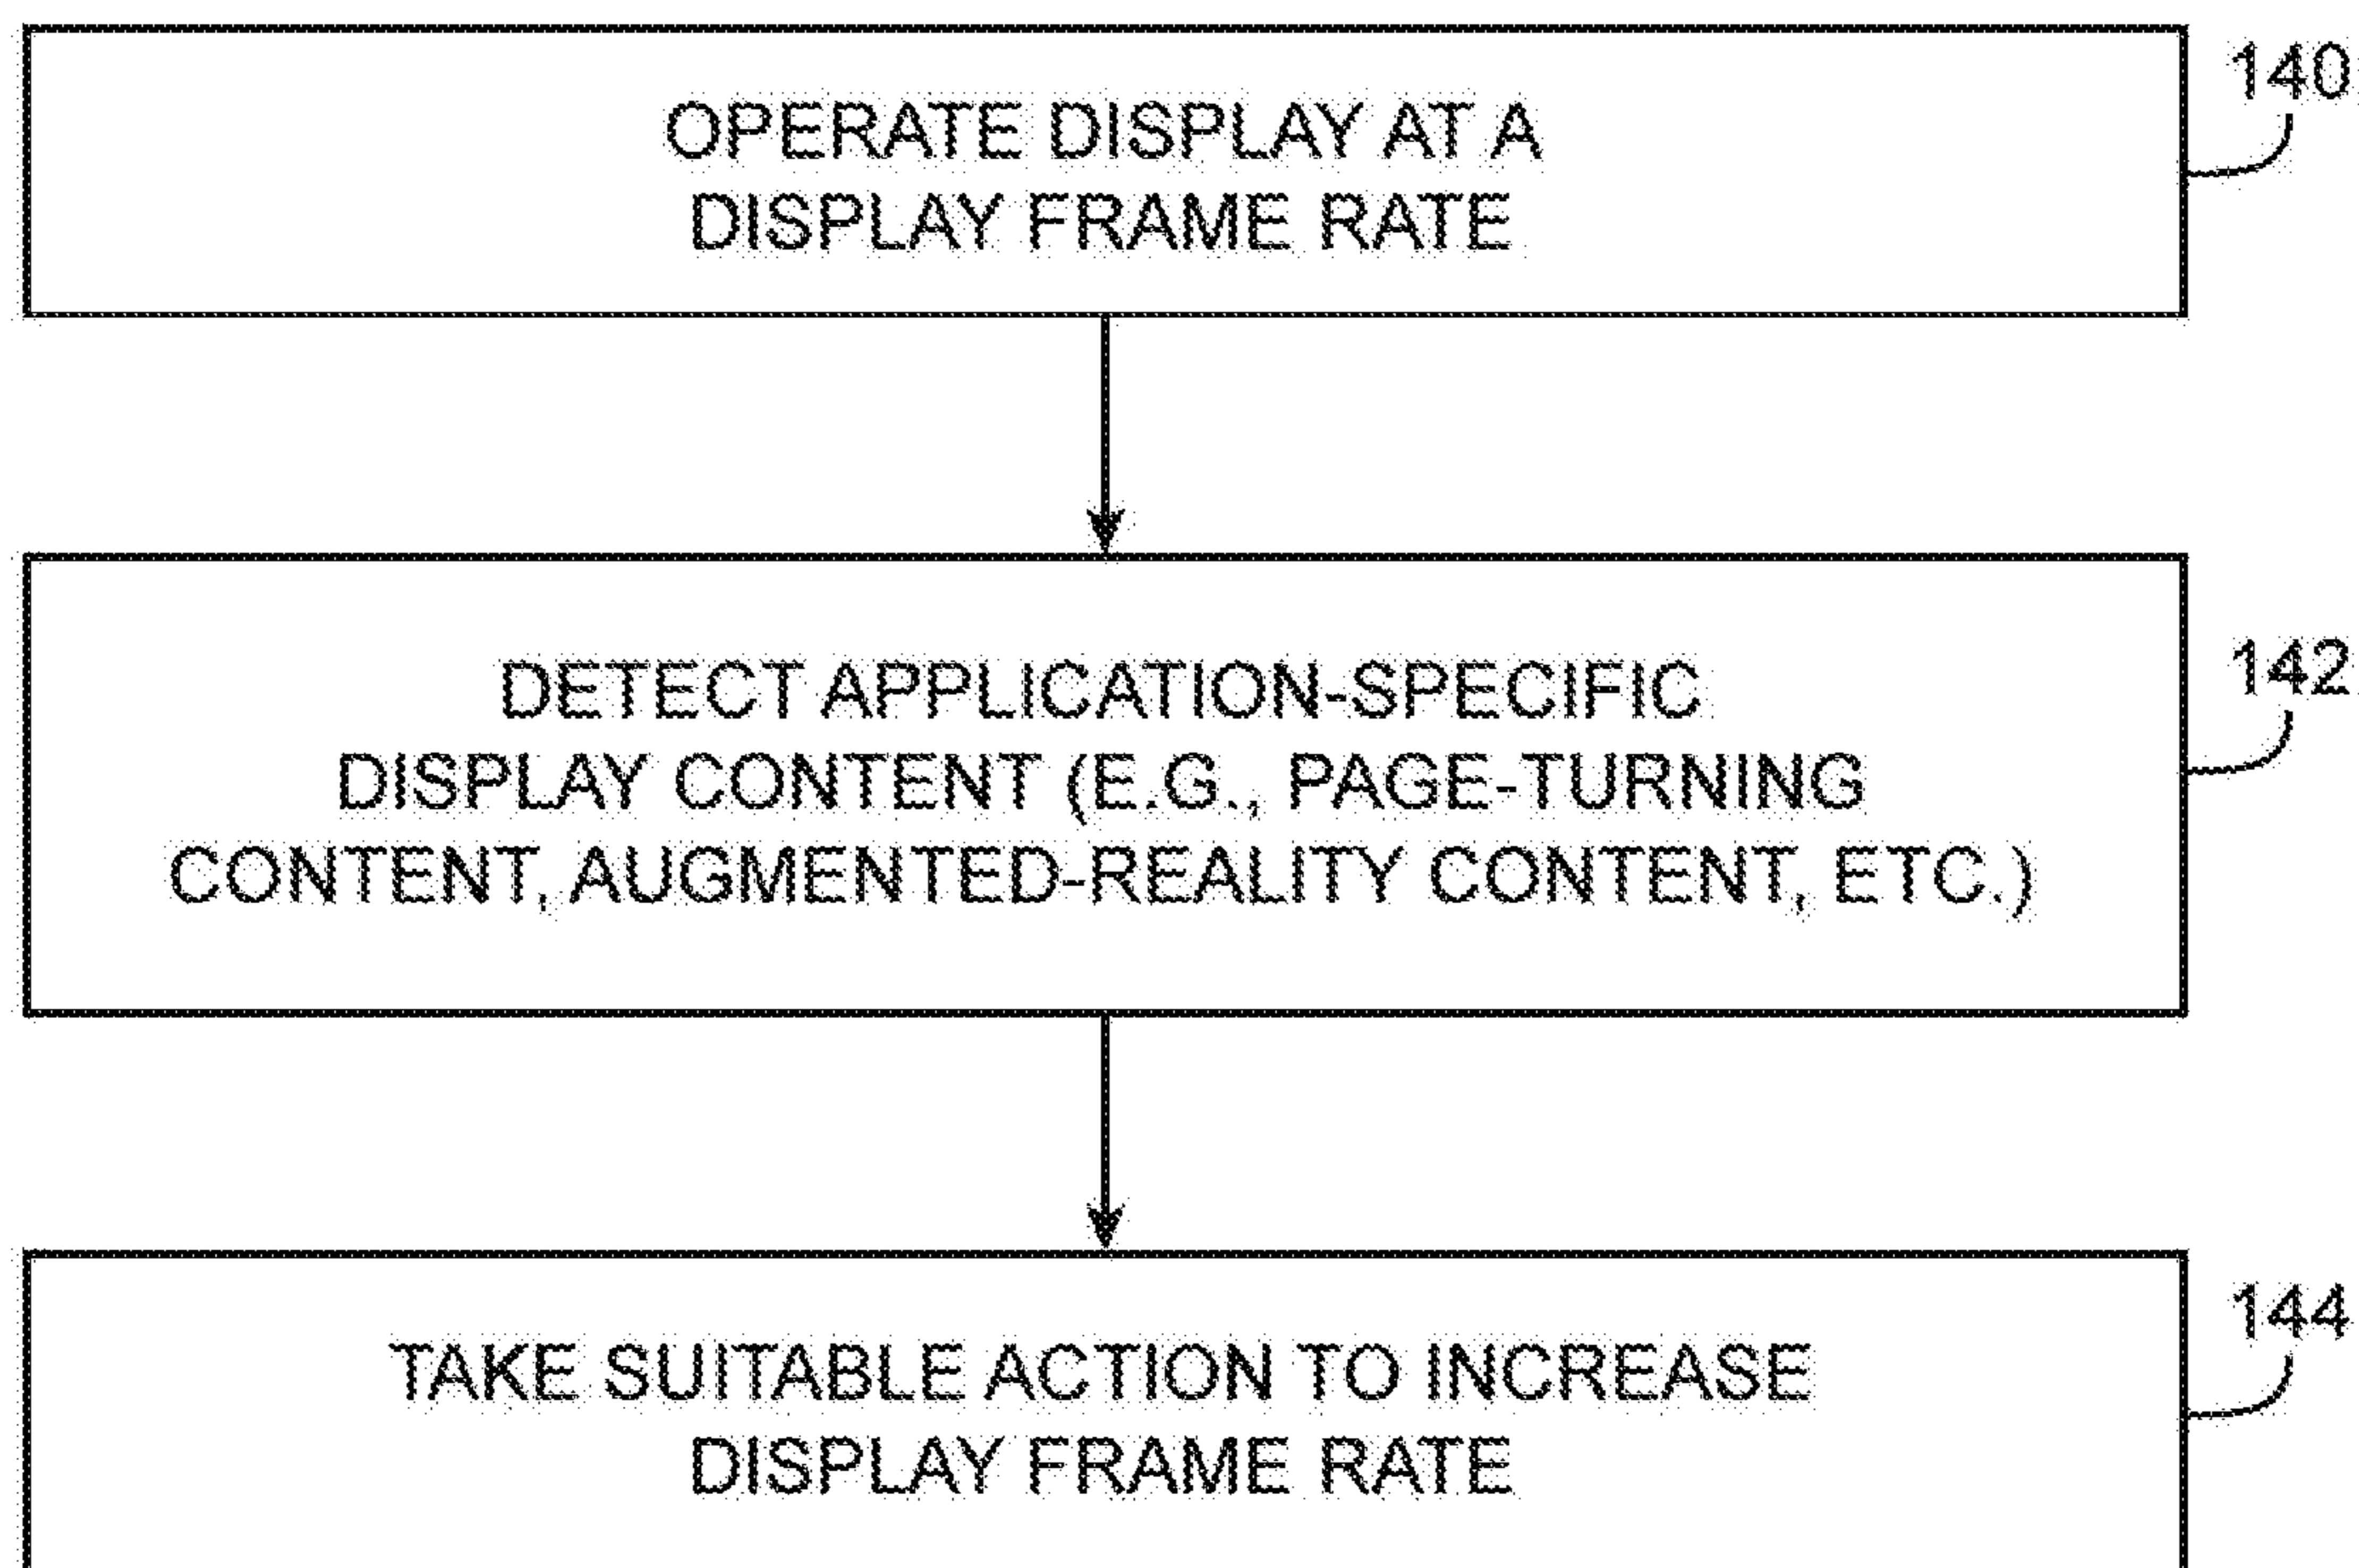 140
OPERATE DISPLAY AT A
DISPLAY FRAME RATE
142
DETECT APPLICATION-SPECIFIC
DISPLAY CONTENT (E.G., PAGE-TURNING
CONTENT, AUGMENTED-REALITY CONTENT, ETC.)
144
TAKE SUITABLE ACTION TO INCREASE
DISPLAY FRAME RATE